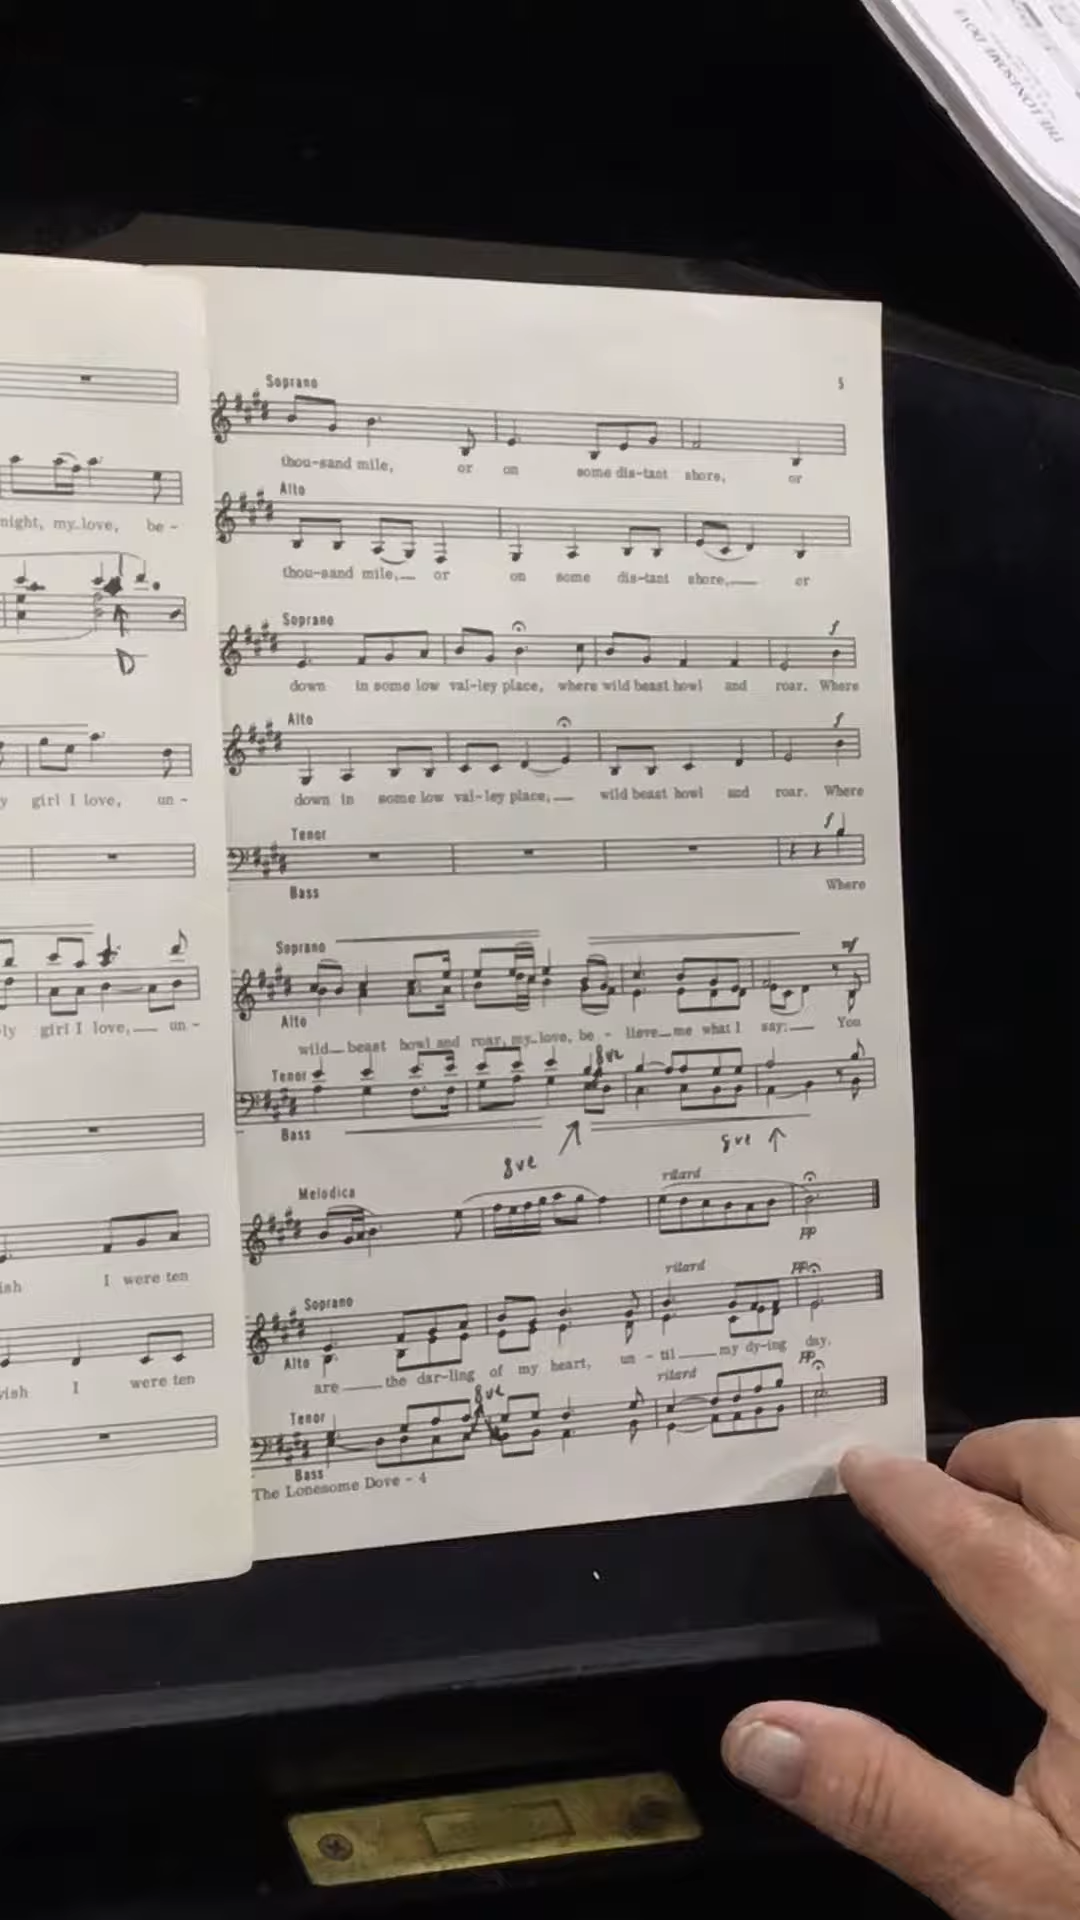 THE LONESOME DOVE
night, my love, be -
D
girl I love, un -
girl I love, un -
I were ten
I were ten
5
Soprano
thou-sand mile, or on some dis-tant shore, or
Alto
thou-sand mile, or on some dis-tant shore, or
Soprano
f
down in some low val-ley place, where wild beast howl and roar. Where
Alto
f
down in some low val-ley place, wild beast howl and roar. Where
Tenor
f
Bass
Where
Soprano
mf
Alto
wild beast howl and roar, my love, be - lieve me what I say; You
8ve
Tenor
Bass
8ve
8ve
Melodica
ritard
pp
Soprano
ritard
pp
Alto
are the dar-ling of my heart, un - til my dy-ing day.
8ve
ritard
pp
Tenor
Bass
The Lonesome Dove - 4